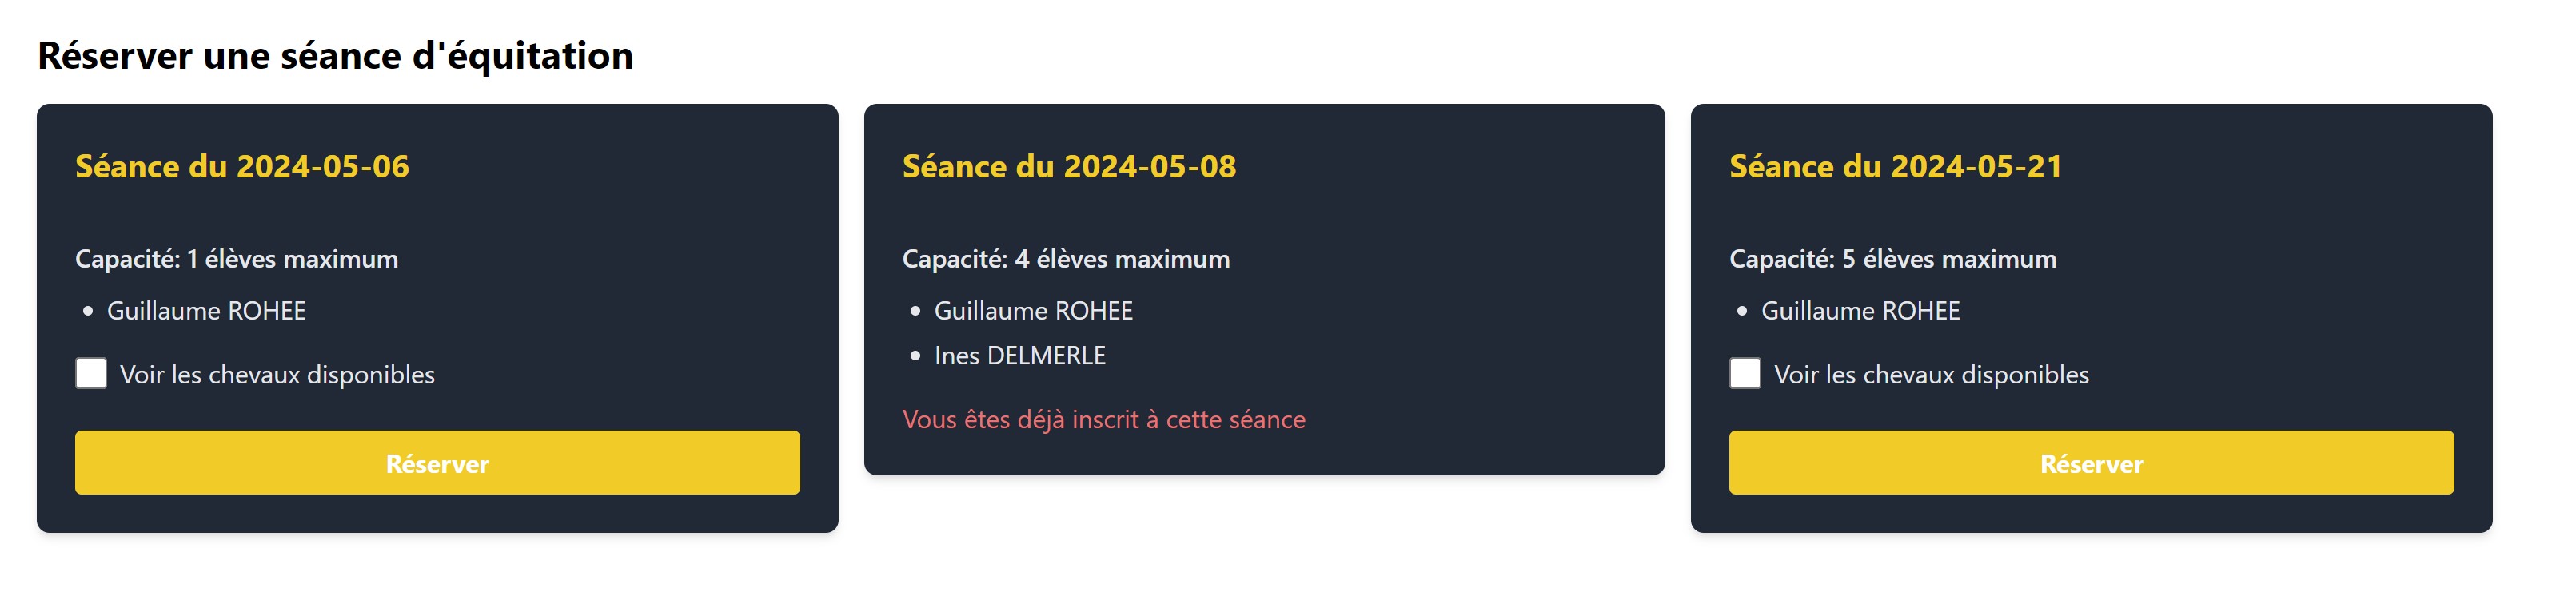 Réserver une séance d'équitation
Séance du 2024-05-06
Capacité: 1 élèves maximum
Guillaume ROHEE
Voir les chevaux disponibles
Réserver
Séance du 2024-05-08
Capacité: 4 élèves maximum
Guillaume ROHEE
Ines DELMERLE
Vous êtes déjà inscrit à cette séance
Séance du 2024-05-21
Capacité: 5 élèves maximum
Guillaume ROHEE
Voir les chevaux disponibles
Réserver